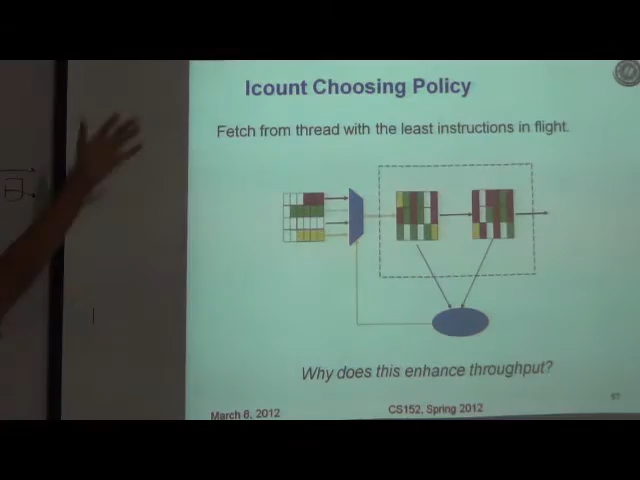 Icount Choosing Policy
Fetch from thread with the least instructions in flight.
Why does this enhance throughput?
March 8, 2012
CS152, Spring 2012